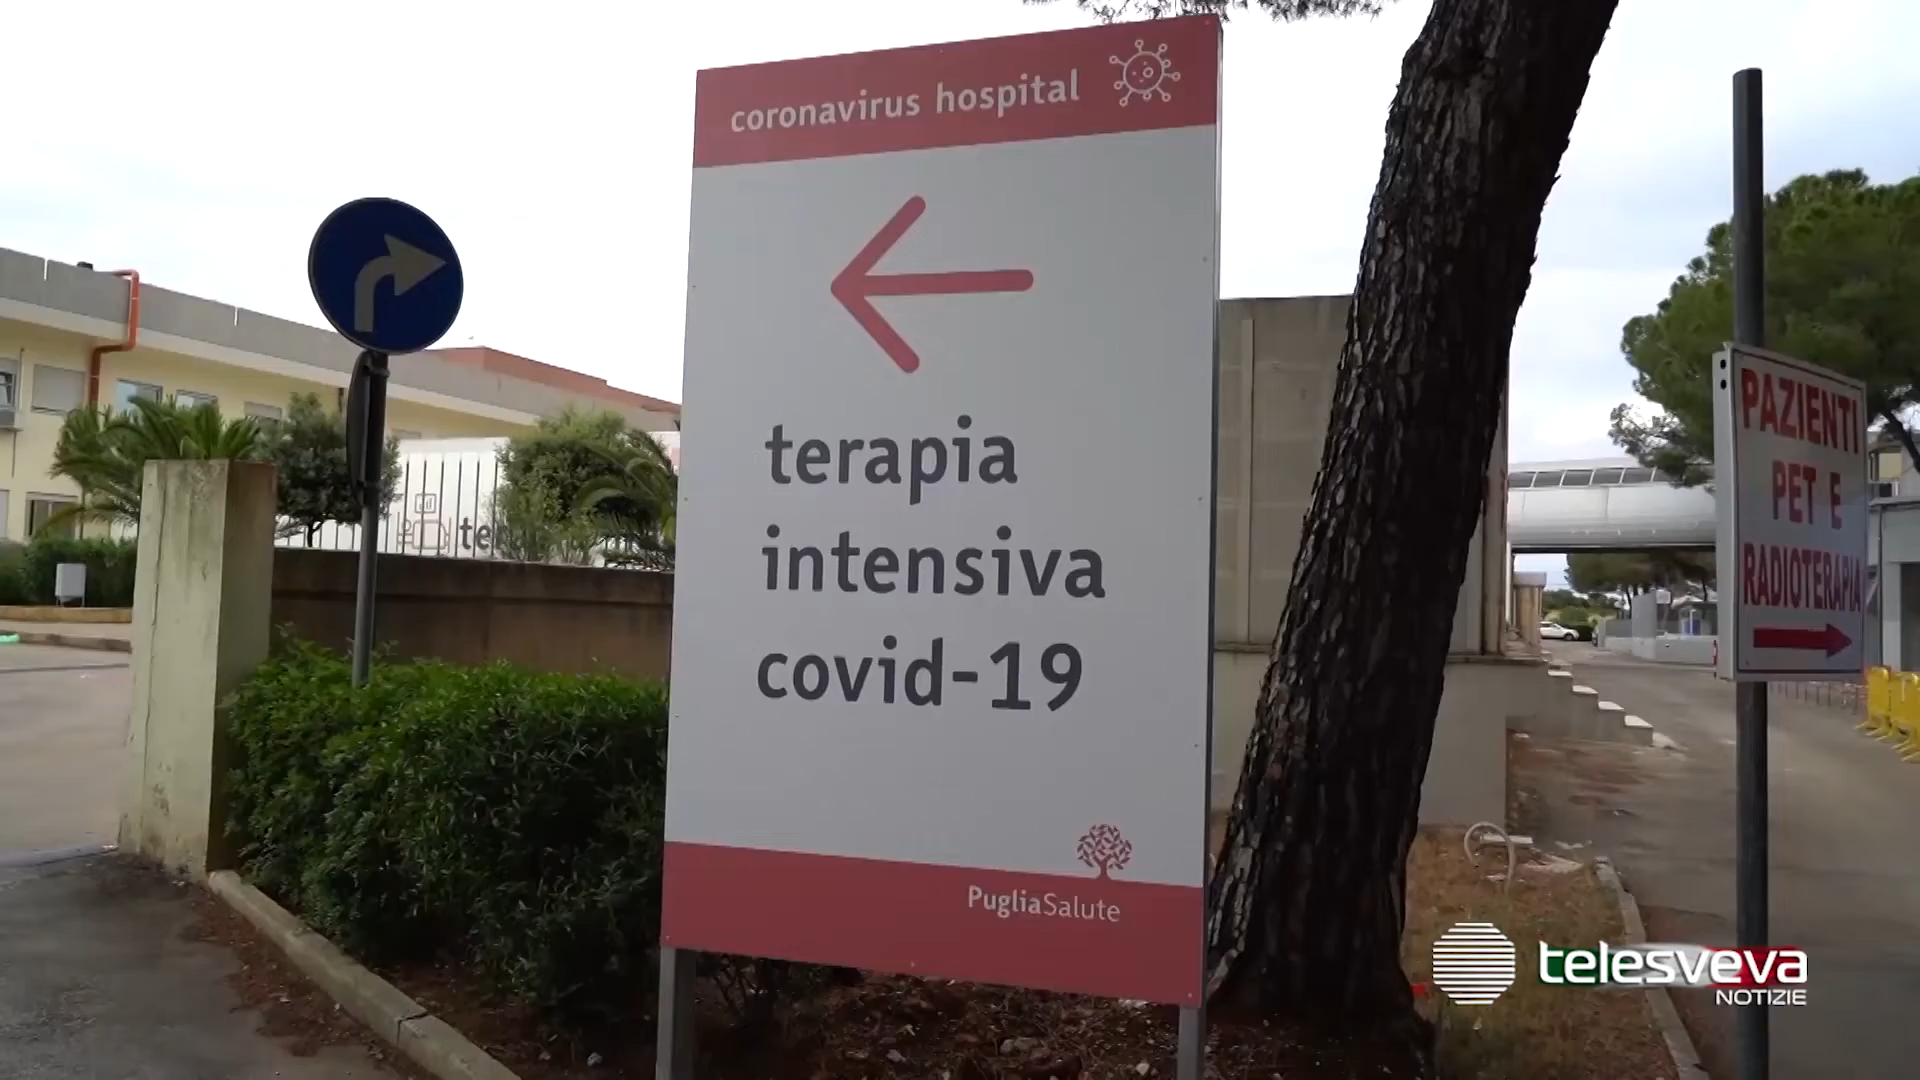 coronavirus hospital
terapia
intensiva
covid-19
PugliaSalute
PAZIENTI
PET E
RADIOTERAPIA
telesveva
NOTIZIE